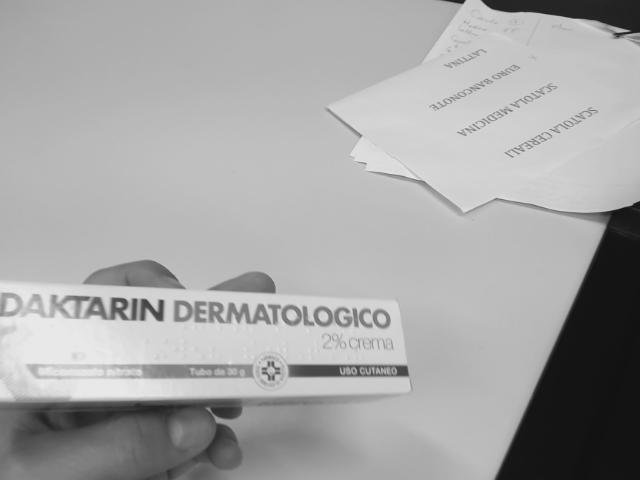 LATTINA
EURO BANCONOTE
SCATOLA MEDICINA
SCATOLA CEREALI
DAKTARIN DERMATOLOGICO
2% crema
Miconazolo nitrato
Tubo da 30 g
USO CUTANEO